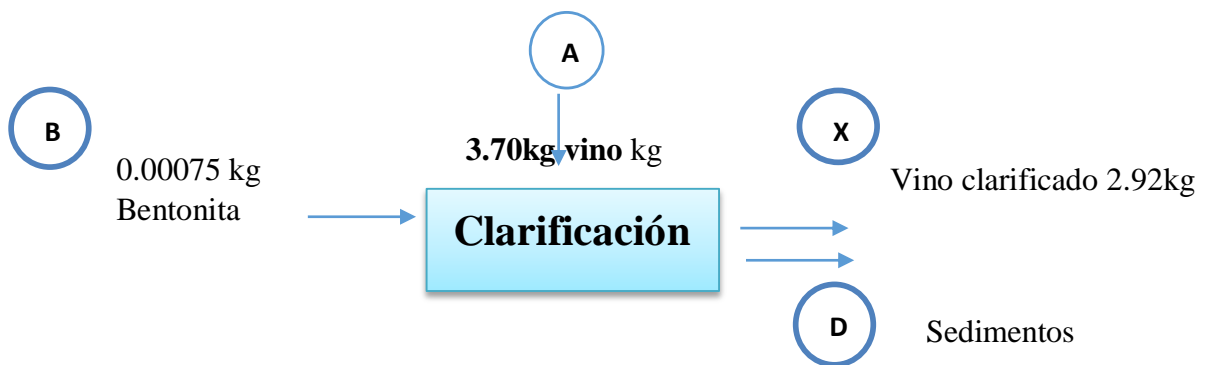 A
B
X
3.70kg vino kg
0.00075 kg
Bentonita
Vino clarificado 2.92kg
Clarificación
D
Sedimentos